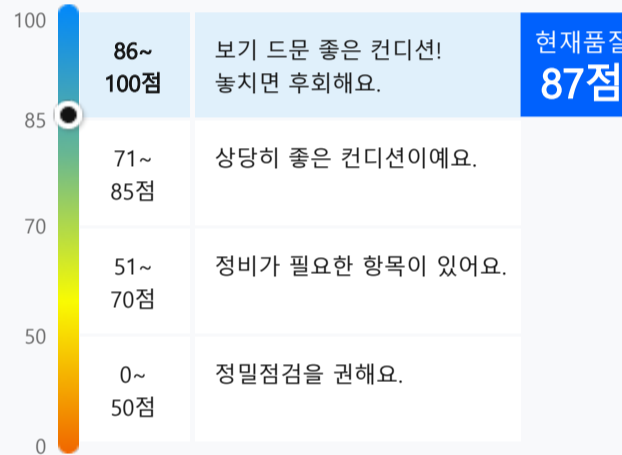 100
86~
100점
보기 드문 좋은 컨디션!
놓치면 후회해요.
현재품질
87점
85
71~
85점
상당히 좋은 컨디션이예요.
70
51~
70점
정비가 필요한 항목이 있어요.
50
0~
50점
정밀점검을 권해요.
0